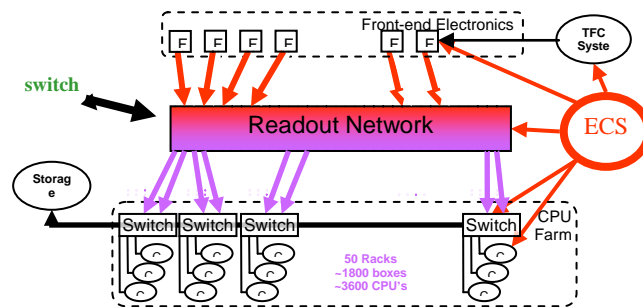 Front-end Electronics
F F F F F F
TFC
Syste
switch
Readout Network
ECS
Storag
e
Switch Switch Switch Switch
CPU
Farm
C C C C
C C C C
C C C C
50 Racks
~1800 boxes
~3600 CPU's